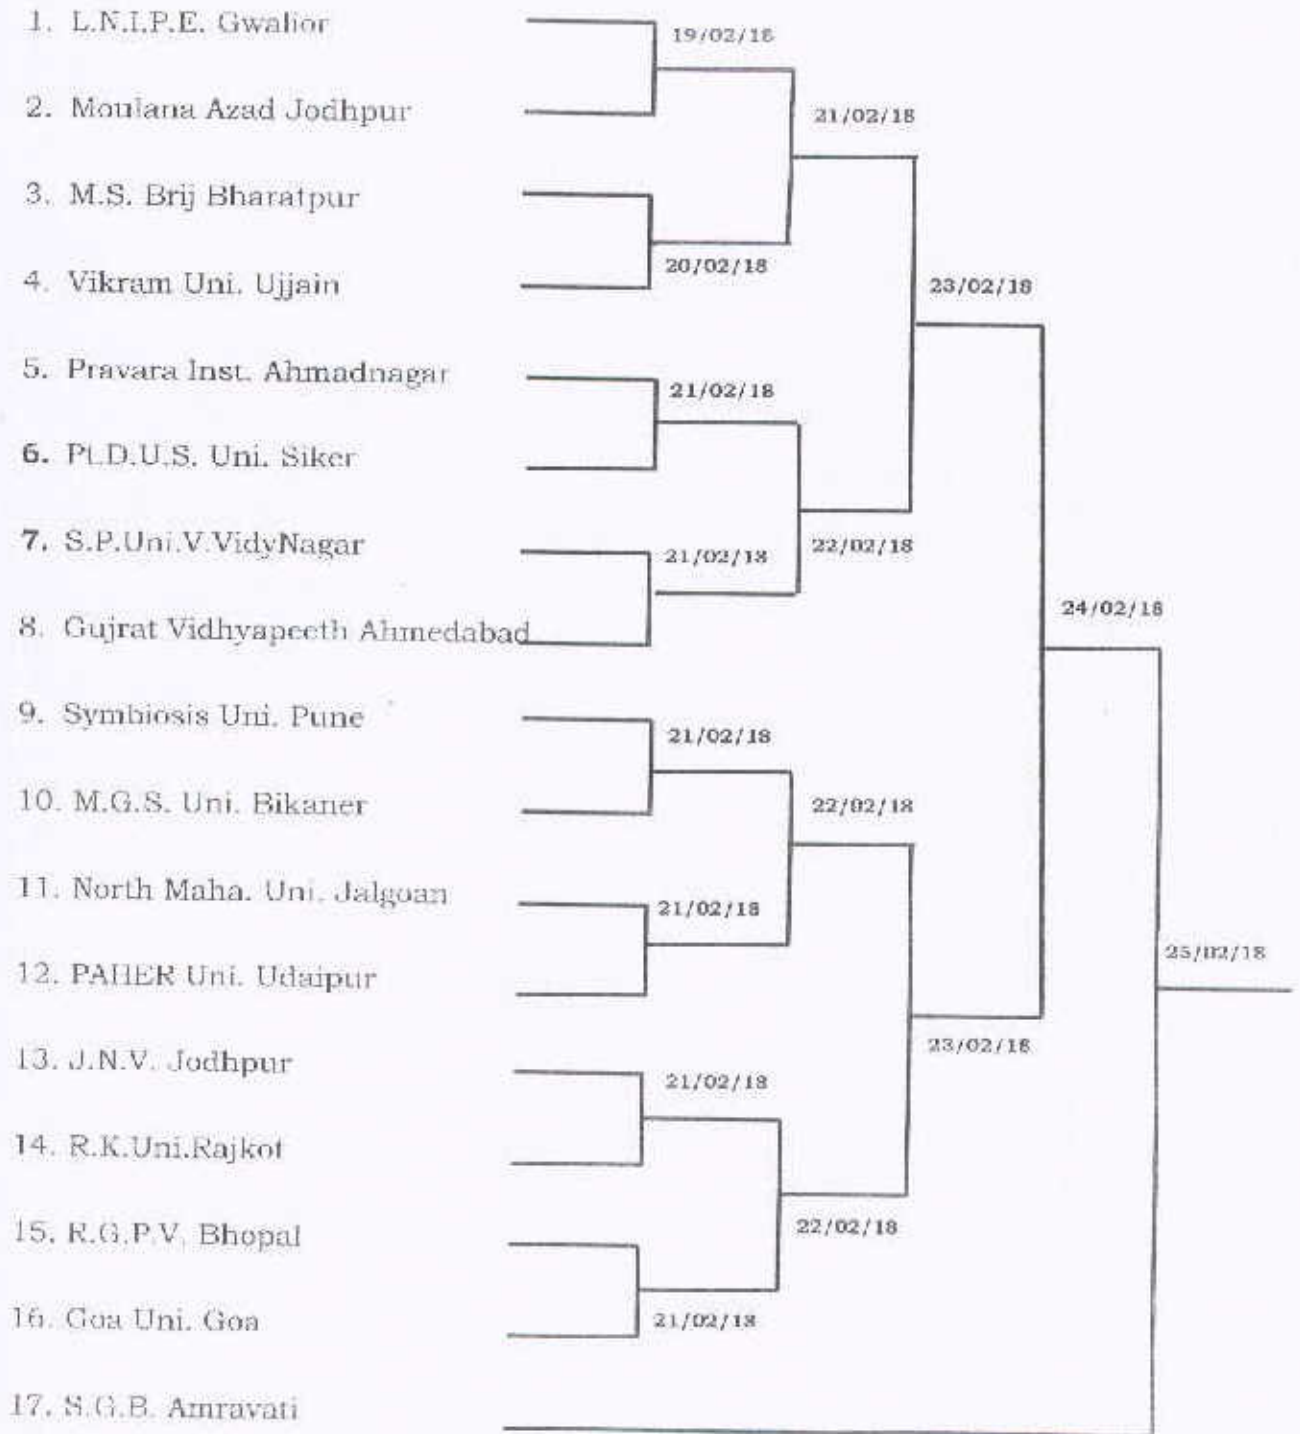 1. L.N.I.P.E. Gwalior
19/02/18
2. Moulana Azad Jodhpur
21/02/18
3. M.S. Brij Bharatpur
20/02/18
4. Vikram Uni. Ujjain
23/02/18
5. Pravara Inst. Ahmadnagar
21/02/18
6. Pt.D.U.S. Uni. Siker
7. S.P.Uni.V.VidyNagar
21/02/18
22/02/18
8. Gujrat Vidhyapeeth Ahmedabad
24/02/18
9. Symbiosis Uni. Pune
21/02/18
10. M.G.S. Uni. Bikaner
22/02/18
11. North Maha. Uni. Jalgoan
21/02/18
12. PAHER Uni. Udaipur
25/02/18
13. J.N.V. Jodhpur
23/02/18
21/02/18
14. R.K.Uni.Rajkot
15. R.G.P.V. Bhopal
22/02/18
16. Goa Uni. Goa
21/02/18
17. S.G.B. Amravati